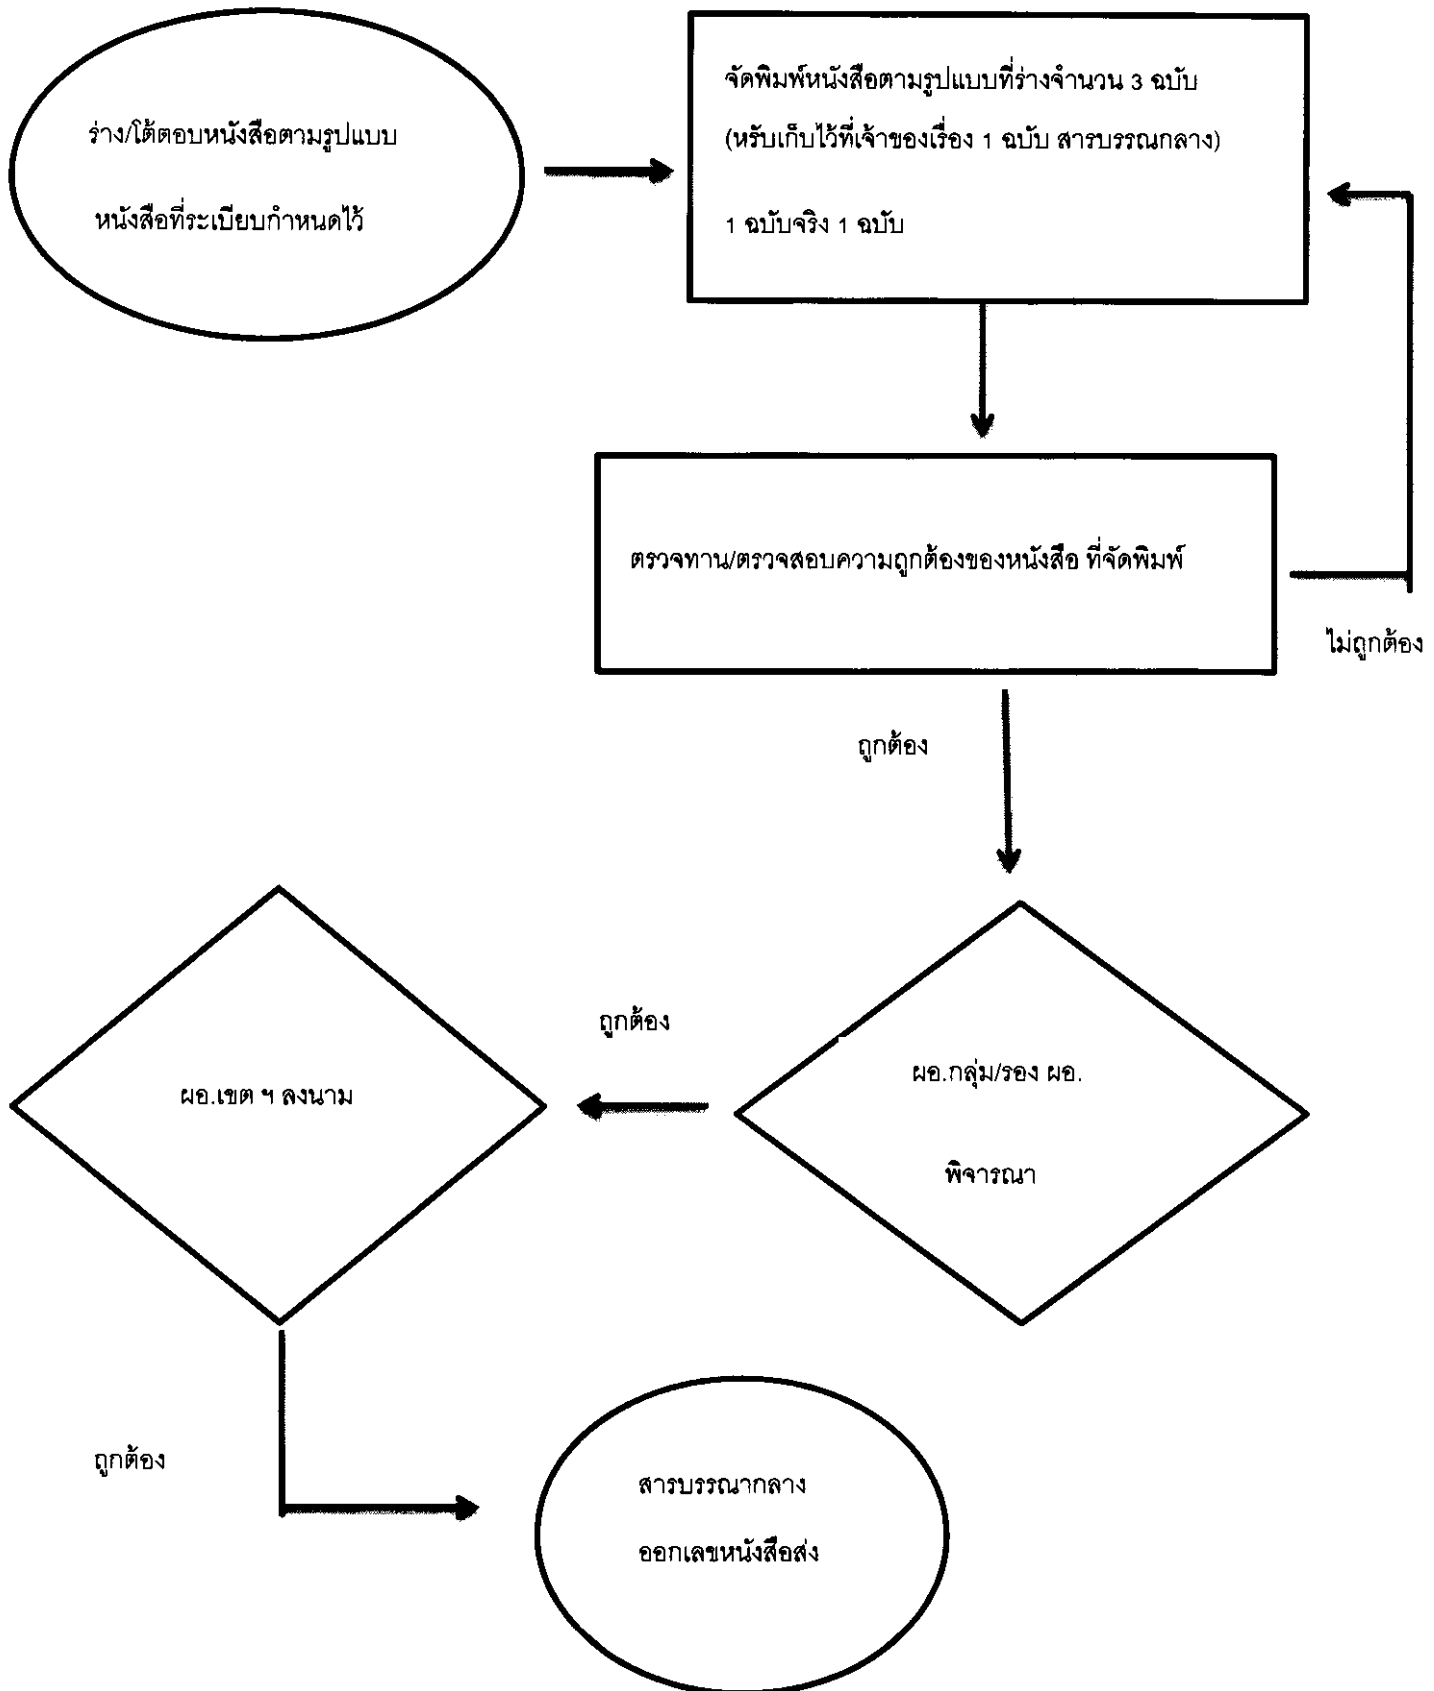 ร่าง/โต้ตอบหนังสือตามรูปแบบ
หนังสือที่ระเบียบกำหนดไว้
จัดพิมพ์หนังสือตามรูปแบบที่ร่างจำนวน 3 ฉบับ
(หรับเก็บไว้ที่เจ้าของเรื่อง 1 ฉบับ สารบรรณกลาง)
1 ฉบับจริง 1 ฉบับ
ตรวจทาน/ตรวจสอบความถูกต้องของหนังสือ ที่จัดพิมพ์
ไม่ถูกต้อง
ถูกต้อง
ผอ.กลุ่ม/รอง ผอ.
พิจารณา
ถูกต้อง
ผอ.เขต ฯ ลงนาม
ถูกต้อง
สารบรรณากลาง
ออกเลขหนังสือส่ง